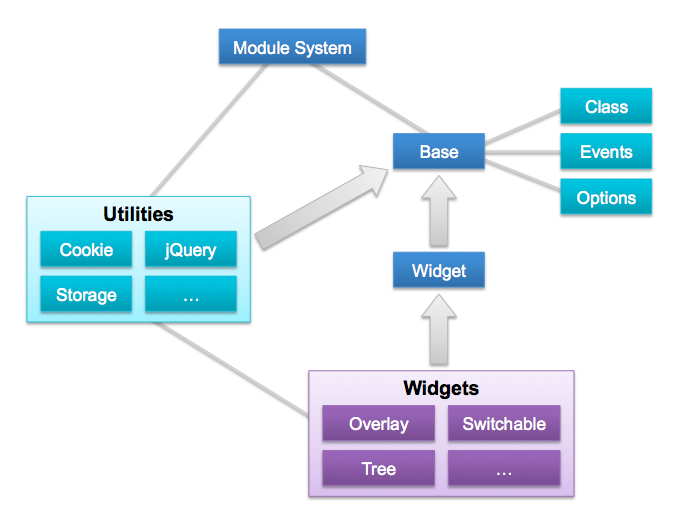 Module System
Class
Base
Events
Options
Utilities
Cookie
jQuery
Storage
...
Widget
Widgets
Overlay
Switchable
Tree
...